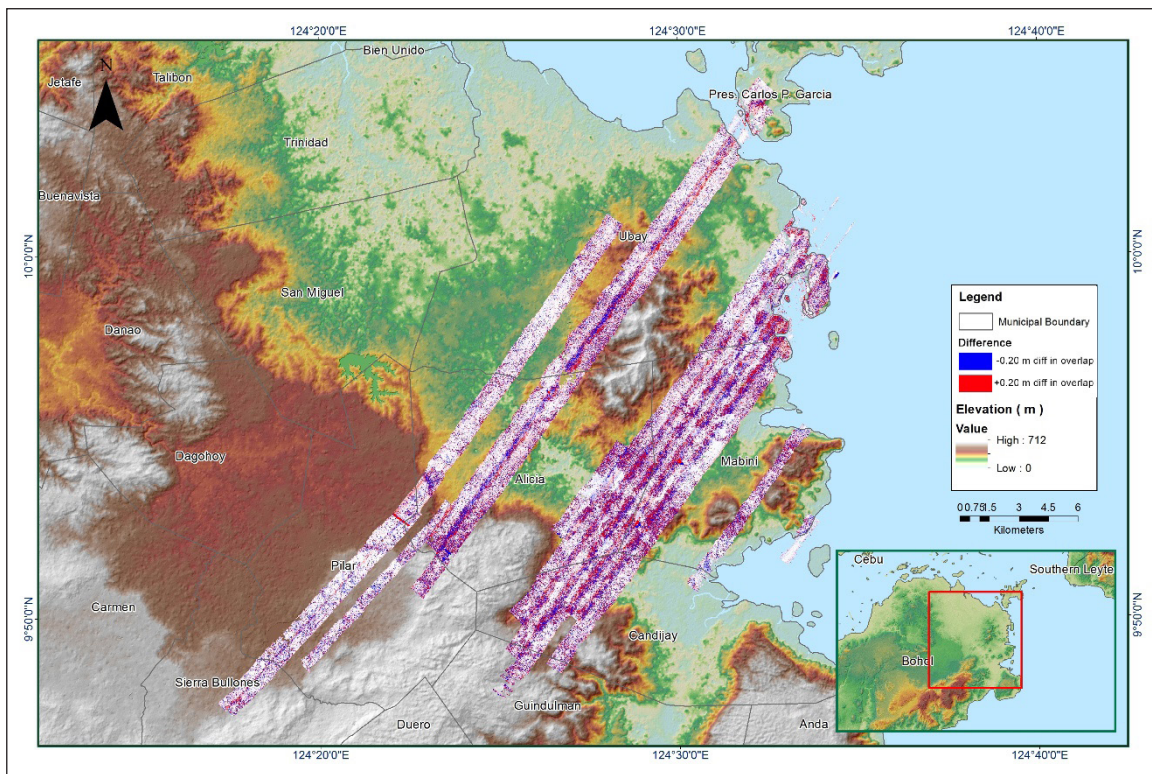 124°20'0"E
124°30'0"E
124°40'0"E
Bien Unido
N
Jetafe
Talibon
Pres. Carlos P. Garcia
Trinidad
Buenavista
10°0'0"N
10°0'0"N
Ubay
San Miguel
Danao
Legend
Municipal Boundary
Difference
-0.20 m diff in overlap
+0.20 m diff in overlap
Elevation ( m )
Value
High : 712
Low : 0
Dagohoy
Alicia
Mabini
0 0.75 1.5 3 4.5 6
Kilometers
Pilar
Cebu
Southern Leyte
Carmen
9°50'0"N
9°50'0"N
Candijay
Bohol
Sierra Bullones
Guindulman
Duero
Anda
124°20'0"E
124°30'0"E
124°40'0"E